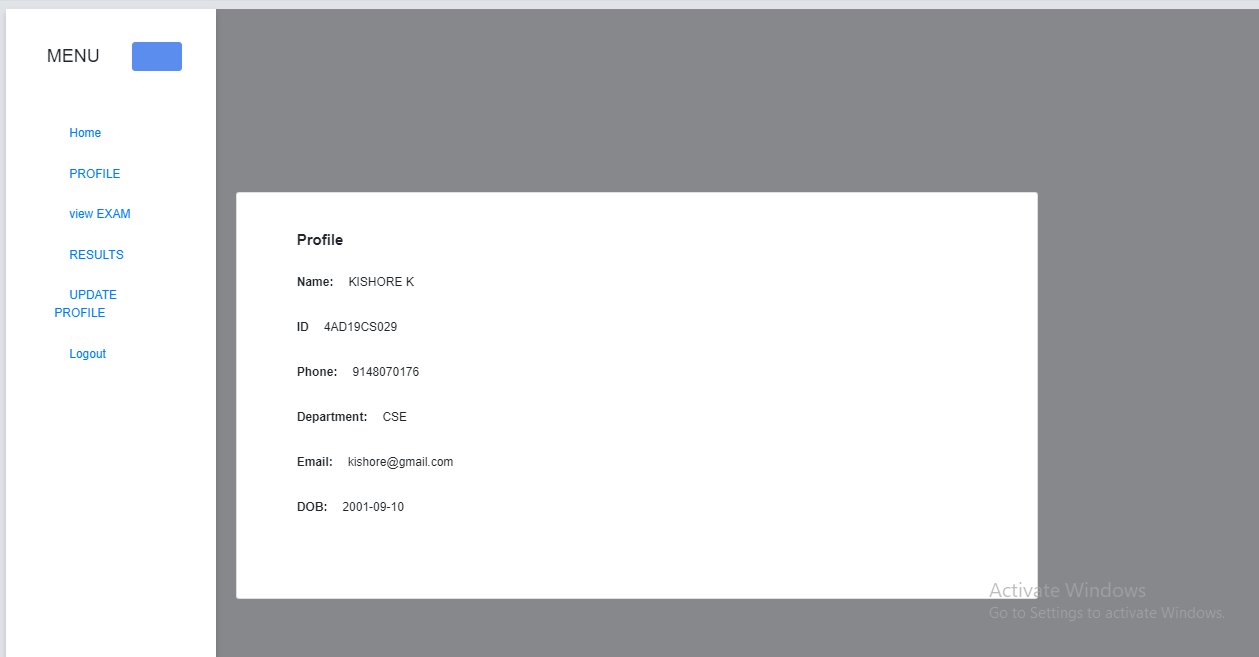 MENU
Home
PROFILE
view EXAM
RESULTS
UPDATE
PROFILE
Logout
Profile
Name: KISHORE K
ID 4AD19CS029
Phone: 9148070176
Department: CSE
Email: kishore@gmail.com
DOB: 2001-09-10
Activate Windows
Go to Settings to activate Windows.